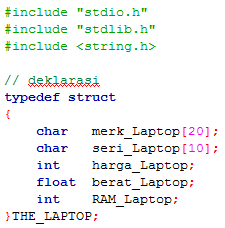 #include "stdio.h"
#include "stdlib.h"
#include <string.h>
// deklarasi
typedef struct
{
char merk_Laptop[20];
char seri_Laptop[10];
int harga_Laptop;
float berat_Laptop;
int RAM_Laptop;
}THE_LAPTOP;